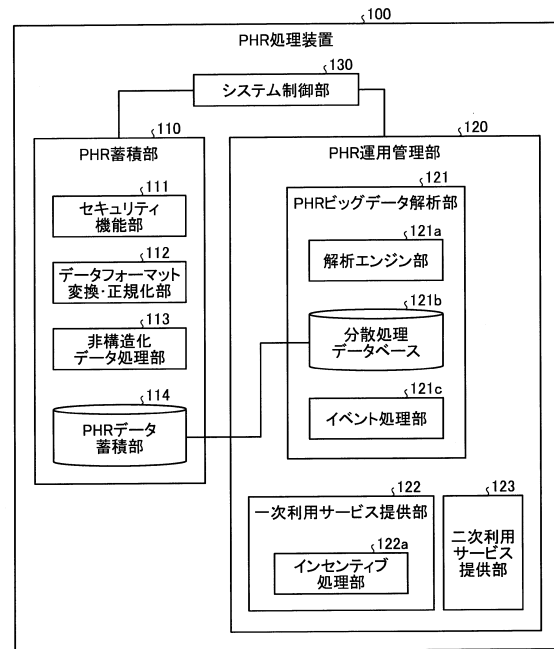 100
PHR処理装置
130
システム制御部
110
PHR蓄積部
111
セキュリティ
機能部
112
データフォーマット
変換・正規化部
113
非構造化
データ処理部
114
PHRデータ
蓄積部
120
PHR運用管理部
121
PHRビッグデータ解析部
121a
解析エンジン部
121b
分散処理
データベース
121c
イベント処理部
122
一次利用サービス提供部
122a
インセンティブ
処理部
123
二次利用
サービス
提供部